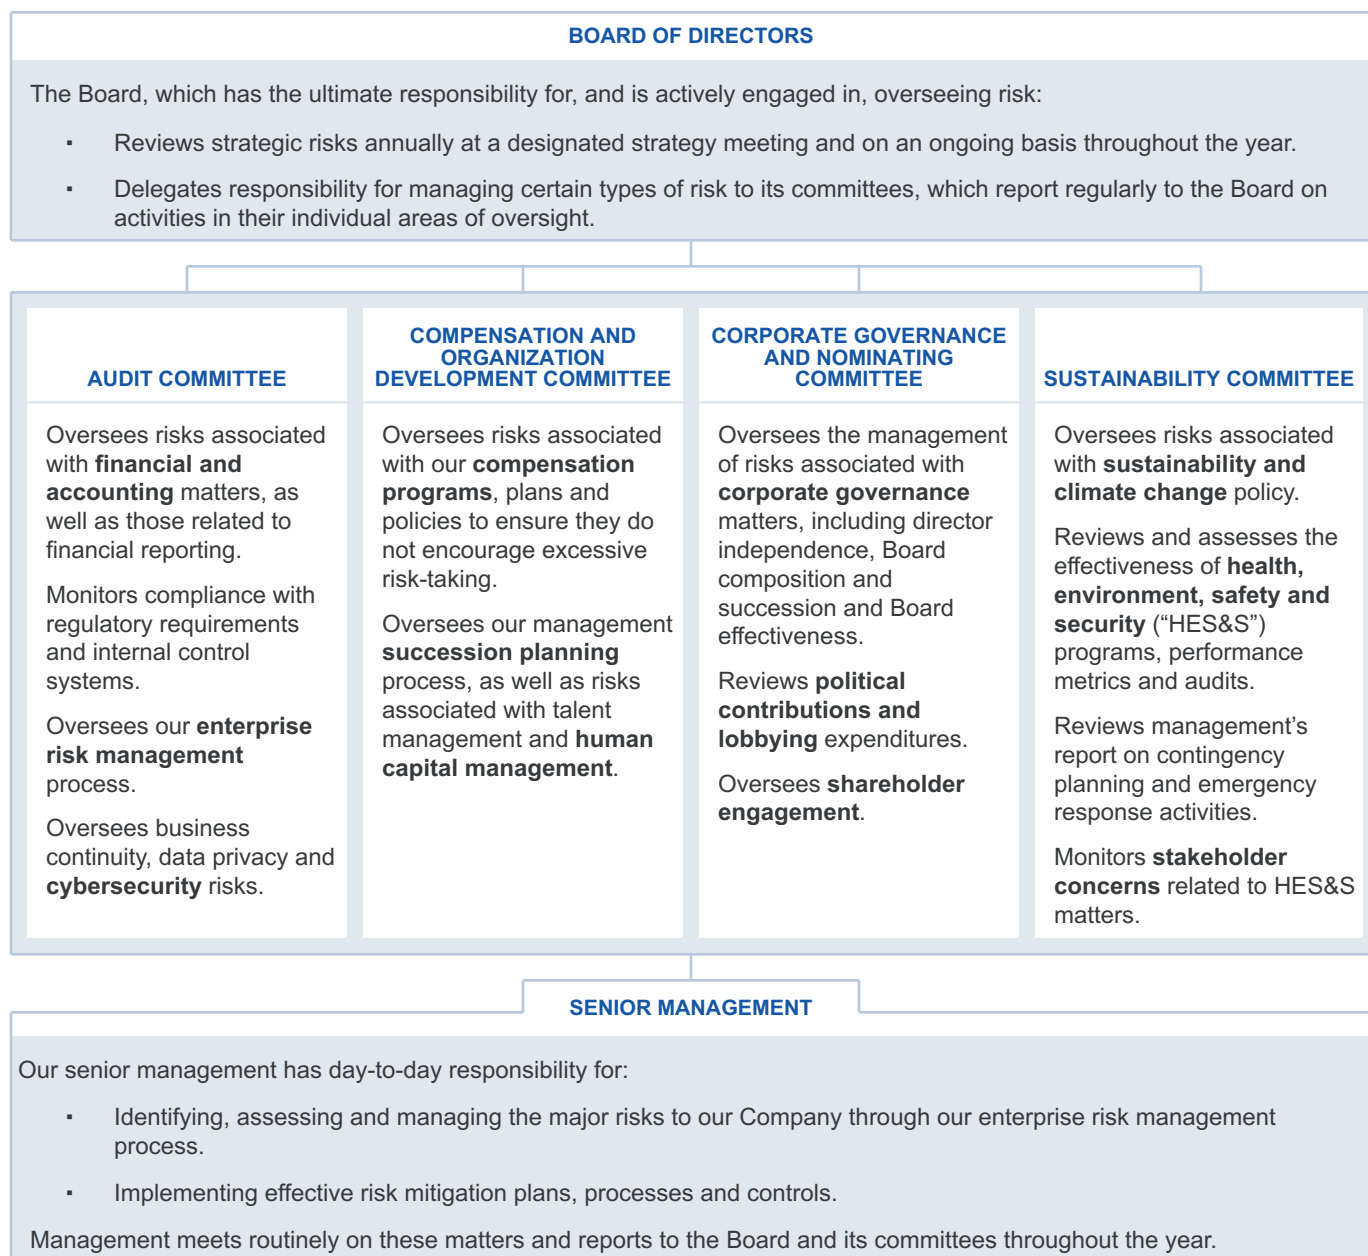 BOARD OF DIRECTORS
The Board, which has the ultimate responsibility for, and is actively engaged in, overseeing risk:
▪ Reviews strategic risks annually at a designated strategy meeting and on an ongoing basis throughout the year.
▪ Delegates responsibility for managing certain types of risk to its committees, which report regularly to the Board on
activities in their individual areas of oversight.
AUDIT COMMITTEE
Oversees risks associated
with financial and
accounting matters, as
well as those related to
financial reporting.
Monitors compliance with
regulatory requirements
and internal control
systems.
Oversees our enterprise
risk management
process.
Oversees business
continuity, data privacy and
cybersecurity risks.
COMPENSATION AND
ORGANIZATION
DEVELOPMENT COMMITTEE
Oversees risks associated
with our compensation
programs, plans and
policies to ensure they do
not encourage excessive
risk-taking.
Oversees our management
succession planning
process, as well as risks
associated with talent
management and human
capital management.
CORPORATE GOVERNANCE
AND NOMINATING
COMMITTEE
Oversees the management
of risks associated with
corporate governance
matters, including director
independence, Board
composition and
succession and Board
effectiveness.
Reviews political
contributions and
lobbying expenditures.
Oversees shareholder
engagement.
SUSTAINABILITY COMMITTEE
Oversees risks associated
with sustainability and
climate change policy.
Reviews and assesses the
effectiveness of health,
environment, safety and
security (“HES&S”)
programs, performance
metrics and audits.
Reviews management’s
report on contingency
planning and emergency
response activities.
Monitors stakeholder
concerns related to HES&S
matters.
SENIOR MANAGEMENT
Our senior management has day-to-day responsibility for:
▪ Identifying, assessing and managing the major risks to our Company through our enterprise risk management
process.
▪ Implementing effective risk mitigation plans, processes and controls.
Management meets routinely on these matters and reports to the Board and its committees throughout the year.